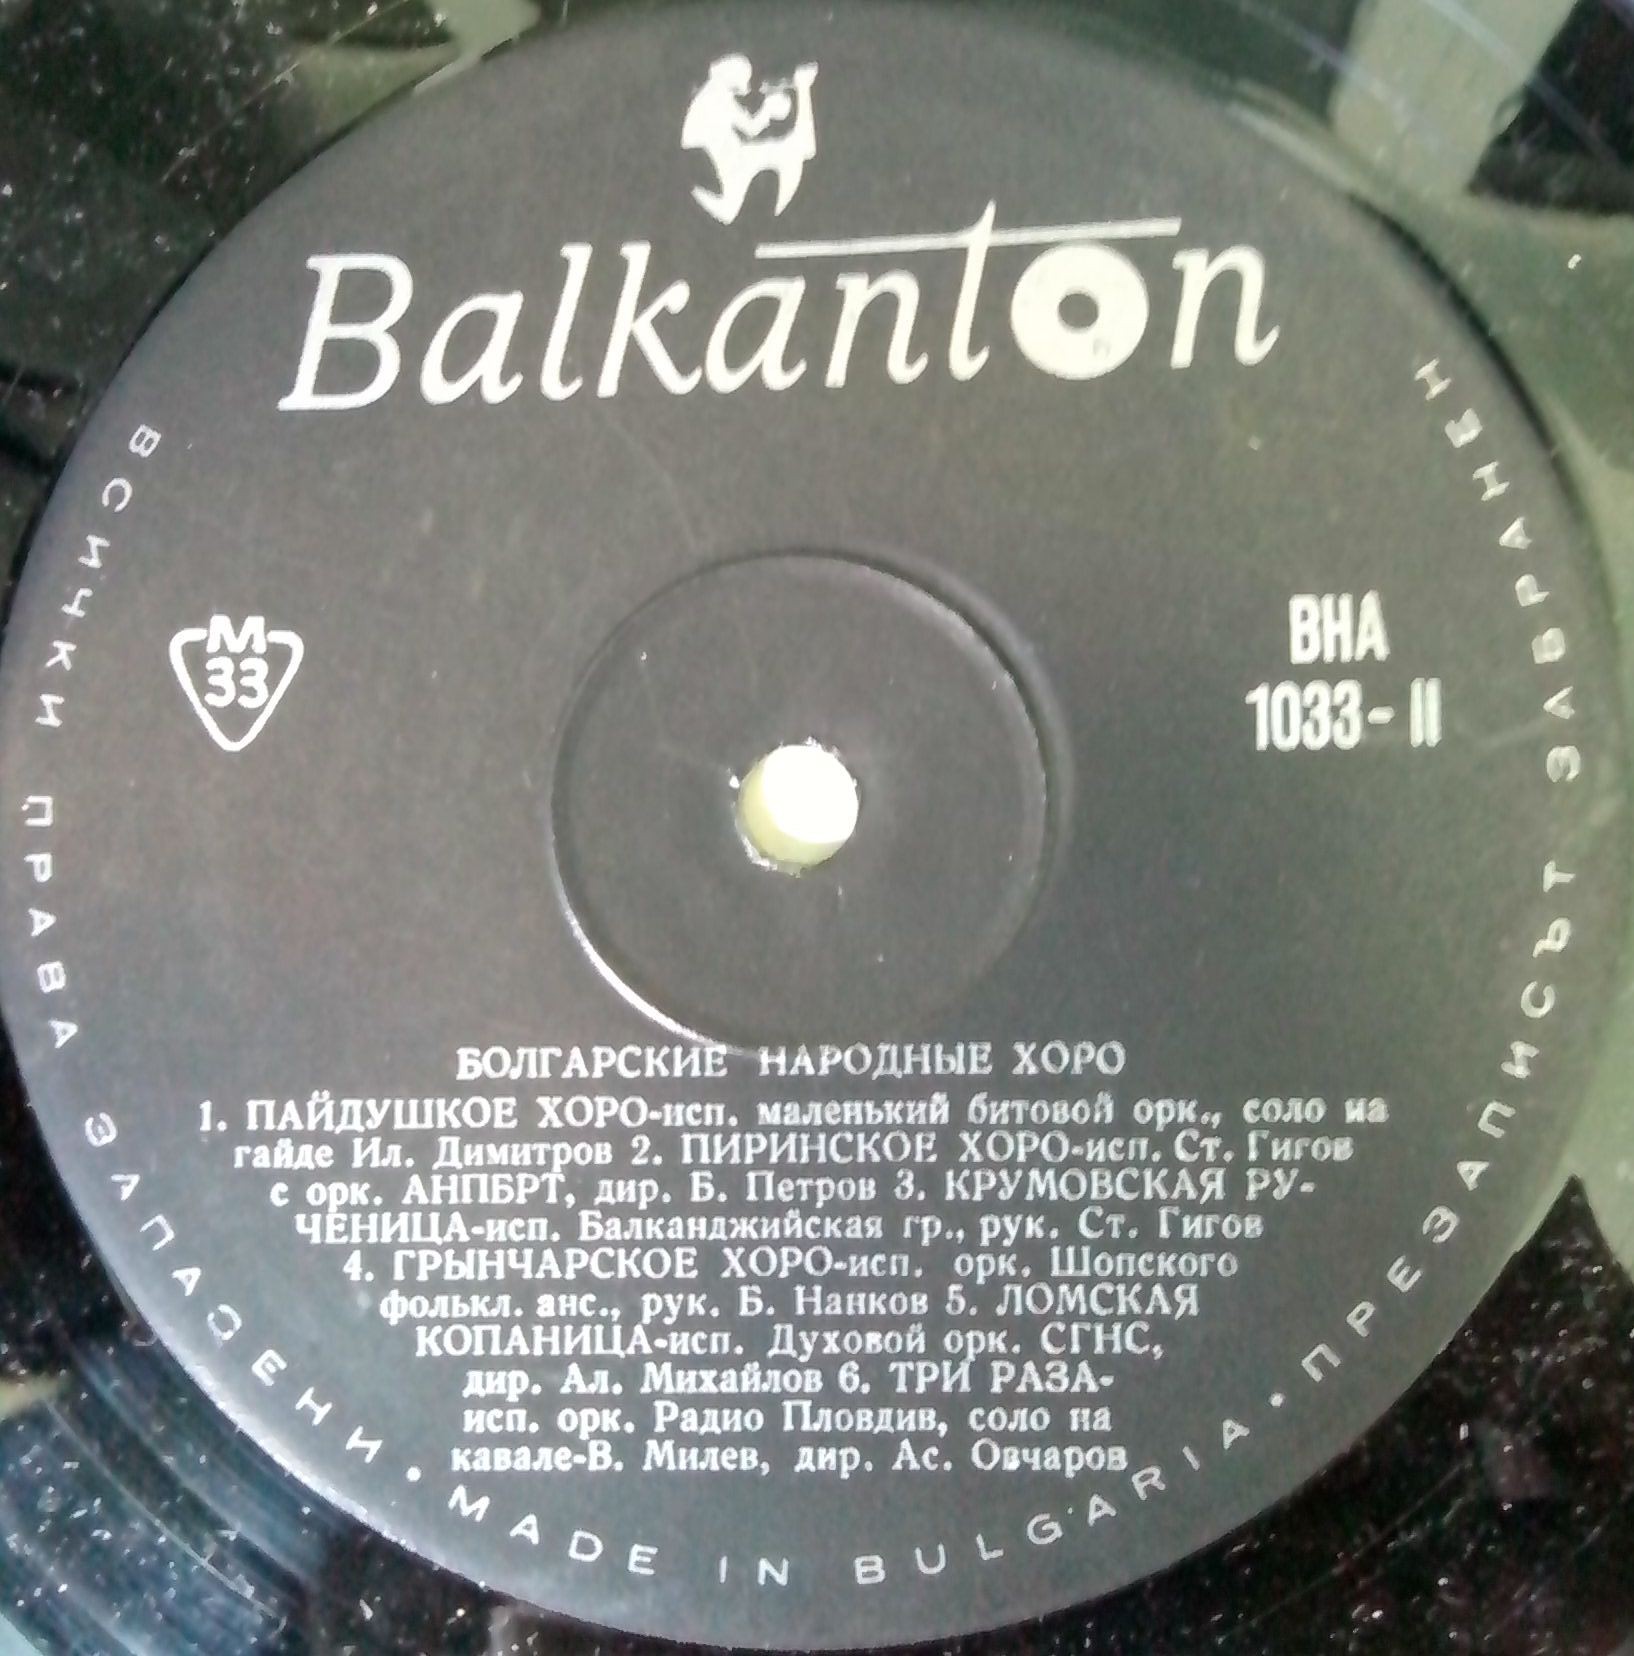 Balkanton
M
33
ВНА
1033-II
БОЛГАРСКИЕ НАРОДНЫЕ ХОРО
1. ПАЙДУШКОЕ ХОРО-исп. маленький битовой орк., соло на
гайде Ил. Димитров 2. ПИРИНСКОЕ ХОРО-исп. Ст. Гигов
с орк. АНПБРТ, дир. Б. Петров 3. КРУМОВСКАЯ РУ-
ЧЕНИЦА-исп. Балканджийская гр., рук. Ст. Гигов
4. ГРЫНЧАРСКОЕ ХОРО-исп. орк. Шопского
фолькл. анс., рук. Б. Нанков 5. ЛОМСКАЯ
КОПАНИЦА-исп. Духовой орк. СГНС,
дир. Ал. Михайлов 6. ТРИ РАЗА-
исп. орк. Радио Пловдив, соло на
кавале-В. Милев, дир. Ас. Овчаров
ВСИЧКИ ПРАВА ЗАПАЗЕНИ • MADE IN BULGARIA • ПРЕЗАПИСЪТ ЗАБРАНЕН